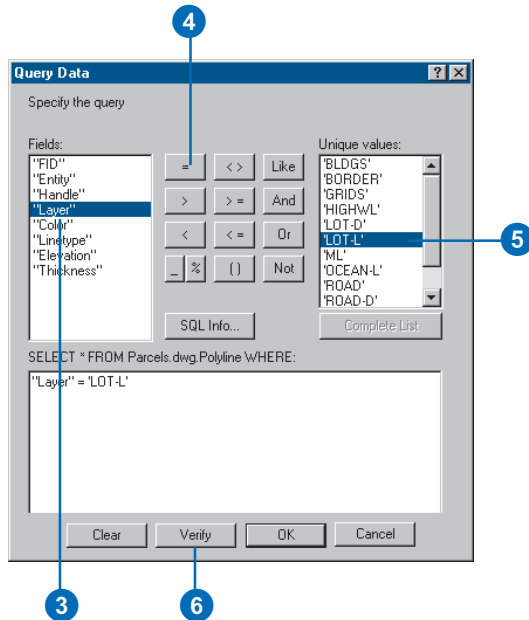 4
Query Data
? X
Specify the query
Fields:
"FID"
"Entity"
"Handle"
"Layer"
"Color"
"Linetype"
"Elevation"
"Thickness"
= <> Like
> >= And
< <= Or
_ % () Not
SQL Info...
Unique values:
'BLDGS'
'BORDER'
'GRIDS'
'HIGHWL'
'LOT-D'
'LOT-L'
'ML'
'OCEAN-L'
'ROAD'
'ROAD-D'
5
Complete List
SELECT * FROM Parcels.dwg.Polyline WHERE:
"Layer" = 'LOT-L'
Clear Verify OK Cancel
3 6